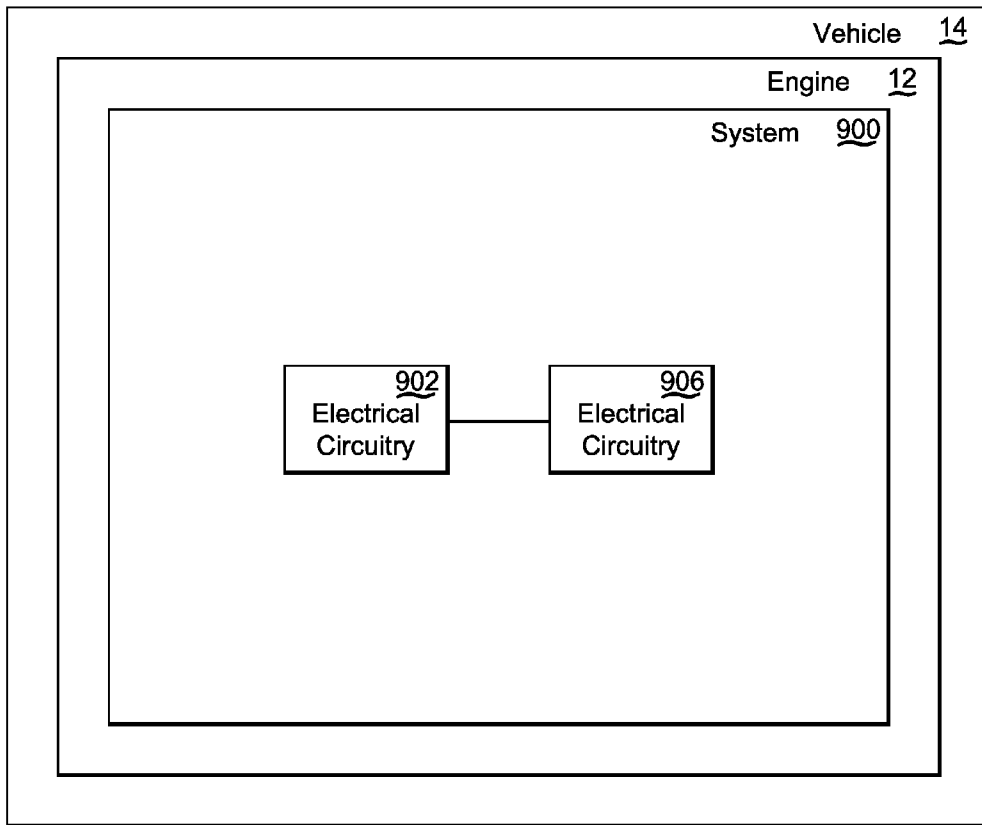 Vehicle 14
Engine 12
System 900
902
Electrical
Circuitry
906
Electrical
Circuitry